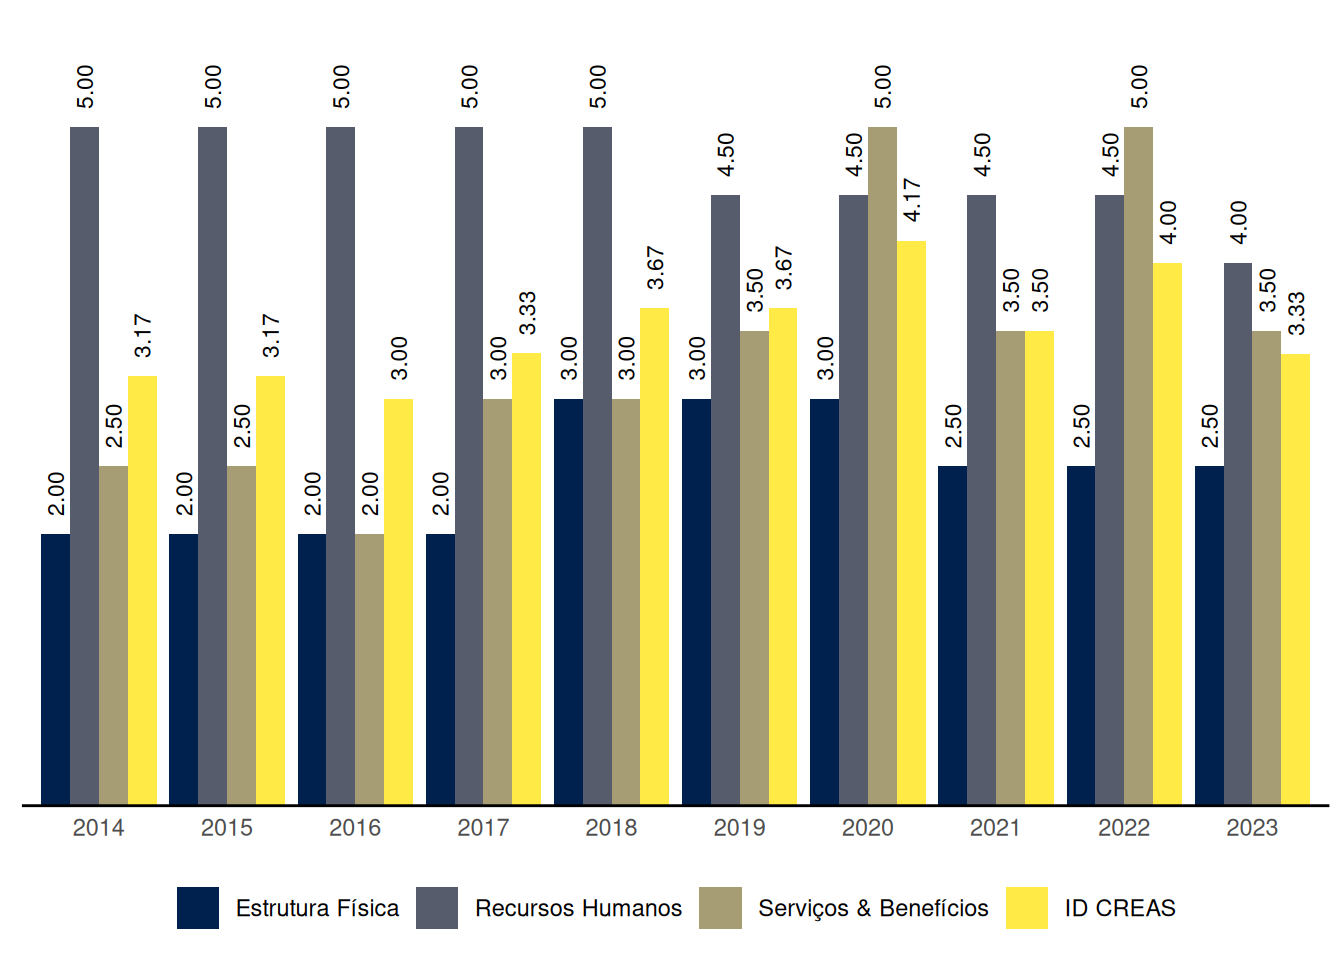 5.00 5.00 5.00 5.00 5.00 5.00 5.00
4.50 4.50 4.50 4.50
4.17 4.00 4.00
3.67 3.67
3.17 3.17 3.00 3.33 3.50 3.50 3.50 3.50 3.33
3.00 3.00 3.00 3.00 3.00
2.50 2.50 2.50 2.50 2.50
2.00 2.00 2.00 2.00 2.00
2014 2015 2016 2017 2018 2019 2020 2021 2022 2023
Estrutura Física Recursos Humanos Serviços & Benefícios ID CREAS